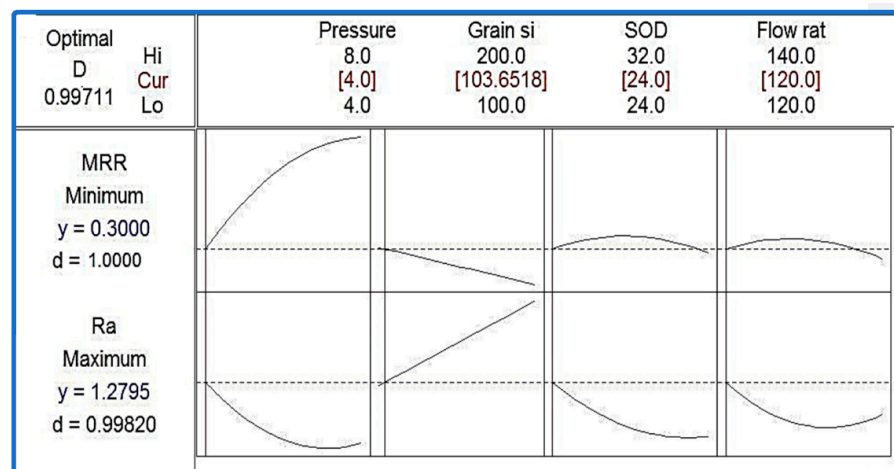 Optimal
D
0.99711
Hi
Cur
Lo
Pressure Grain si SOD Flow rat
8.0 200.0 32.0 140.0
[4.0] [103.6518] [24.0] [120.0]
4.0 100.0 24.0 120.0
MRR
Minimum
y = 0.3000
d = 1.0000
Ra
Maximum
y = 1.2795
d = 0.99820